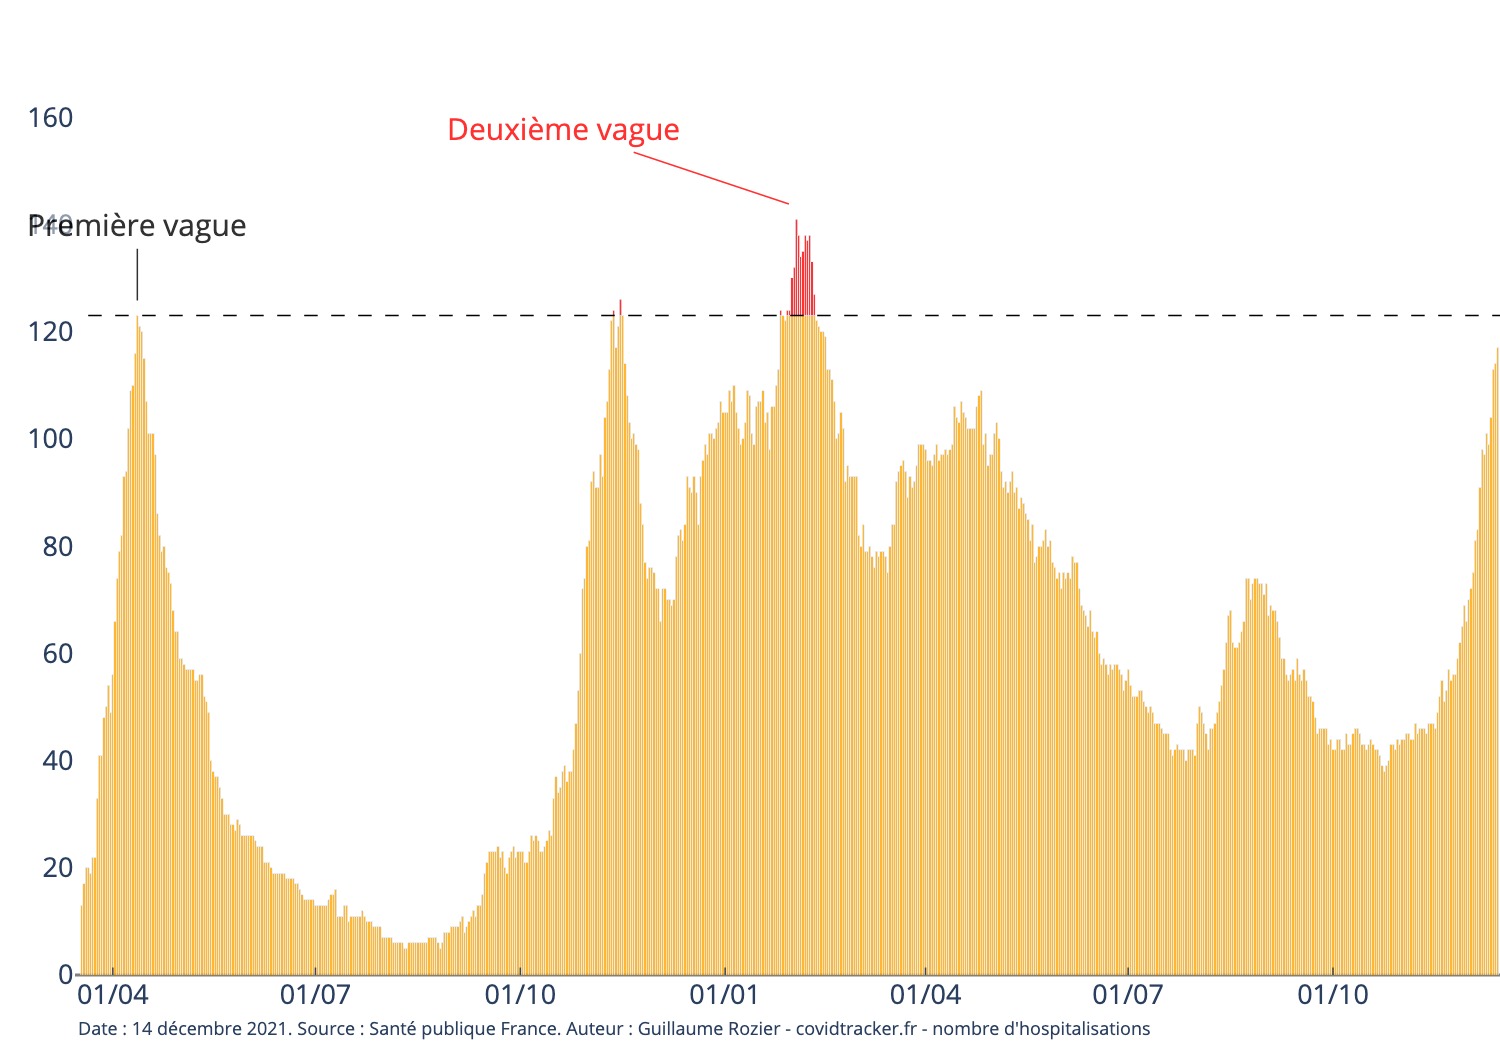 160
Deuxième vague
140
Première vague
120
100
80
60
40
20
0
01/04 01/07 01/10 01/01 01/04 01/07 01/10
Date : 14 décembre 2021. Source : Santé publique France. Auteur : Guillaume Rozier - covidtracker.fr - nombre d'hospitalisations